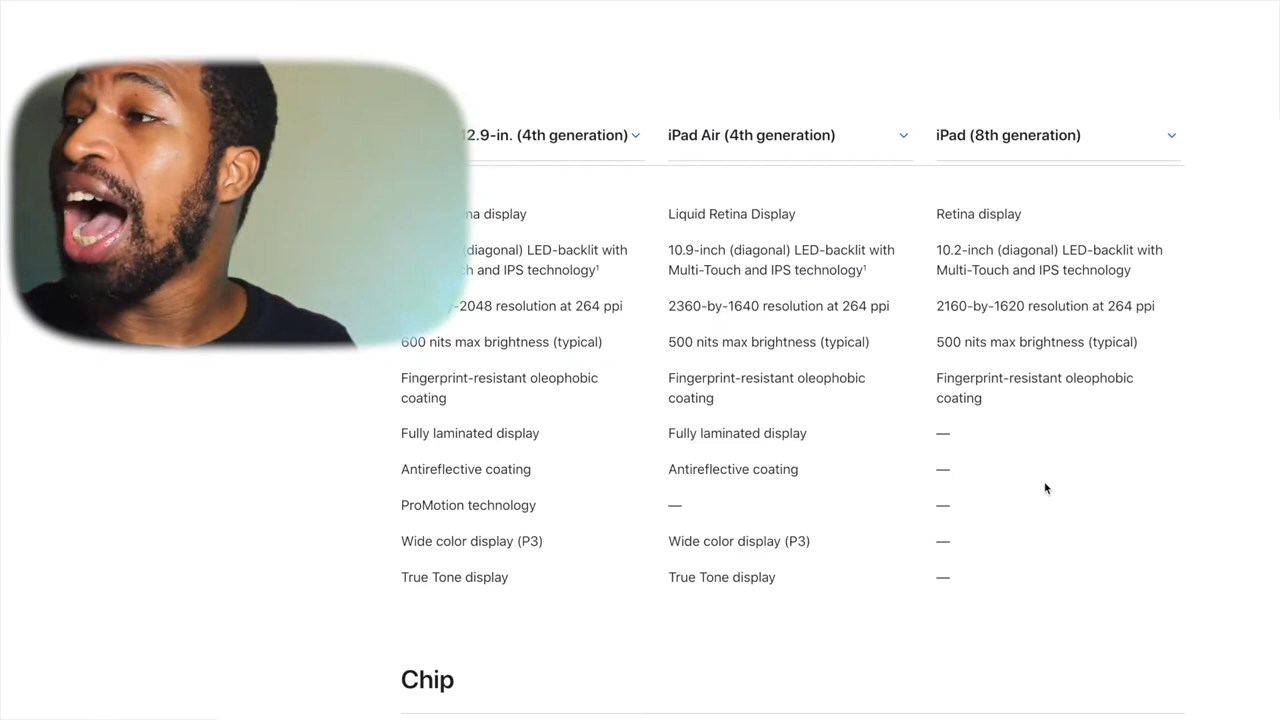 12.9-in. (4th generation) iPad Air (4th generation) iPad (8th generation)
display Liquid Retina Display Retina display
(diagonal) LED-backlit with 10.9-inch (diagonal) LED-backlit with 10.2-inch (diagonal) LED-backlit with
and IPS technology¹ Multi-Touch and IPS technology¹ Multi-Touch and IPS technology
-2048 resolution at 264 ppi 2360-by-1640 resolution at 264 ppi 2160-by-1620 resolution at 264 ppi
600 nits max brightness (typical) 500 nits max brightness (typical) 500 nits max brightness (typical)
Fingerprint-resistant oleophobic Fingerprint-resistant oleophobic Fingerprint-resistant oleophobic
coating coating coating
Fully laminated display Fully laminated display —
Antireflective coating Antireflective coating —
ProMotion technology — —
Wide color display (P3) Wide color display (P3) —
True Tone display True Tone display —
Chip